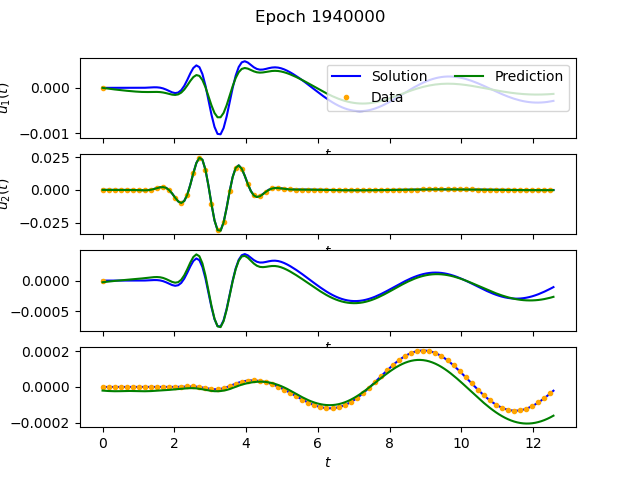 Epoch 1940000
0.000
−0.001
u₁(t)
Solution
Data
Prediction
t
0.025
0.000
−0.025
u₂(t)
t
0.0000
−0.0005
t
0.0002
0.0000
−0.0002
0 2 4 6 8 10 12
t